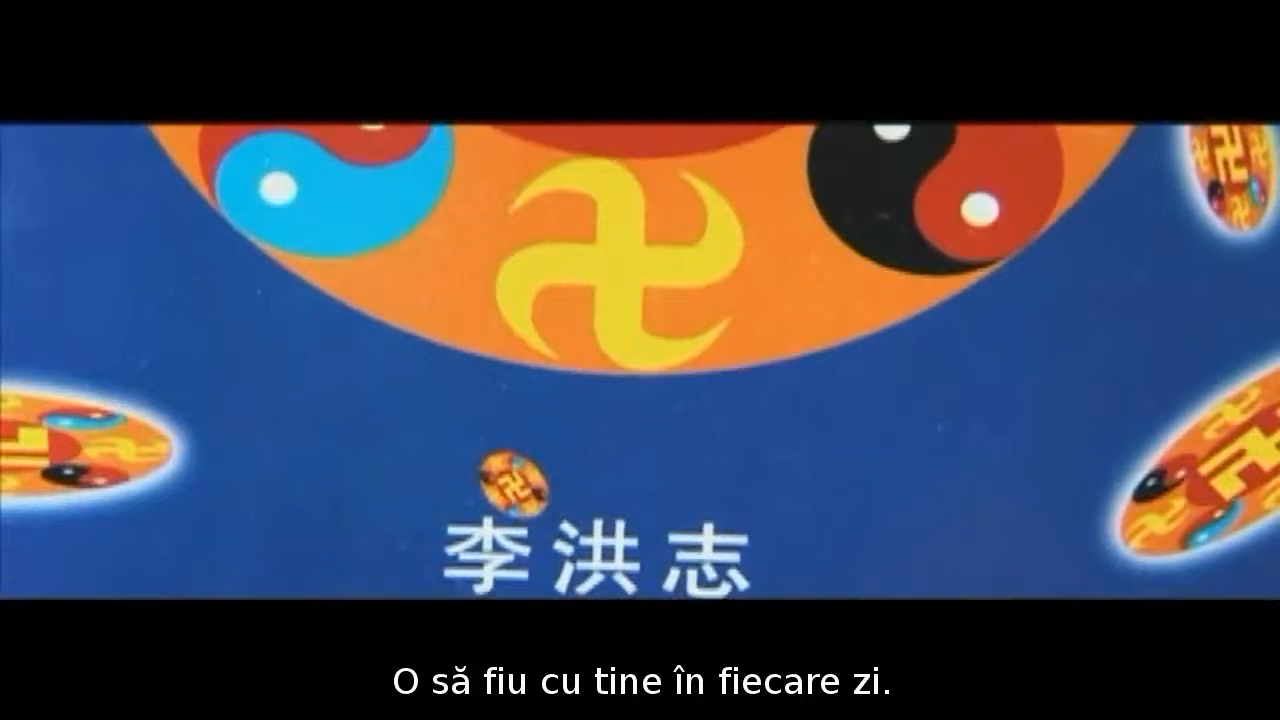 李洪志
O să fiu cu tine în fiecare zi.